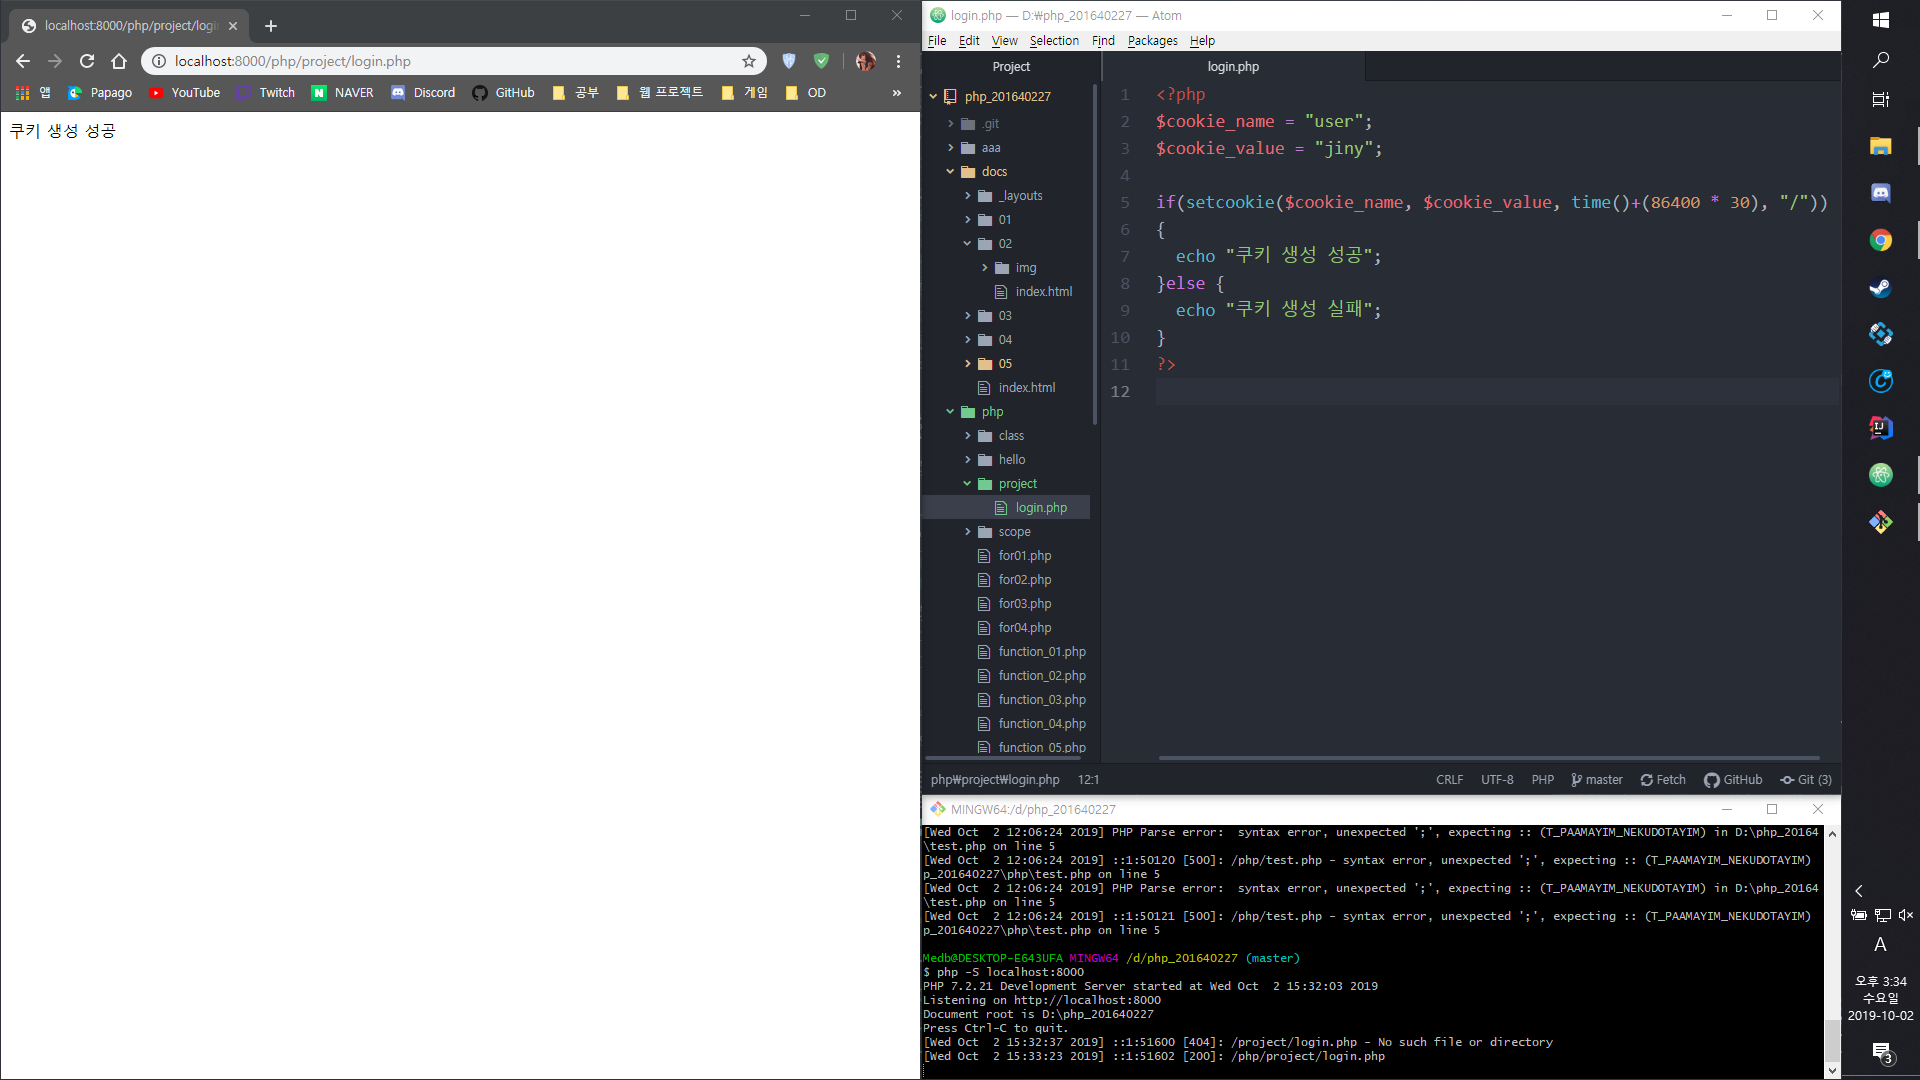 localhost:8000/php/project/login
localhost:8000/php/project/login.php
앱 Papago YouTube Twitch NAVER Discord GitHub 공부 웹 프로젝트 게임 OD »
쿠키 생성 성공
login.php — D:₩php_201640227 — Atom
File Edit View Selection Find Packages Help
Project
php_201640227
.git
aaa
docs
_layouts
01
02
img
index.html
03
04
05
index.html
php
class
hello
project
login.php
scope
for01.php
for02.php
for03.php
for04.php
function_01.php
function_02.php
function_03.php
function_04.php
function_05.php
login.php
1 <?php
2 $cookie_name = "user";
3 $cookie_value = "jiny";
4
5 if(setcookie($cookie_name, $cookie_value, time()+(86400 * 30), "/"))
6 {
7 echo "쿠키 생성 성공";
8 }else {
9 echo "쿠키 생성 실패";
10 }
11 ?>
12
php₩project₩login.php 12:1 CRLF UTF-8 PHP master Fetch GitHub Git (3)
MINGW64:/d/php_201640227
[Wed Oct  2 12:06:24 2019] PHP Parse error:  syntax error, unexpected ';', expecting :: (T_PAAMAYIM_NEKUDOTAYIM) in D:\php_20164
\test.php on line 5
[Wed Oct  2 12:06:24 2019] ::1:50120 [500]: /php/test.php - syntax error, unexpected ';', expecting :: (T_PAAMAYIM_NEKUDOTAYIM)
p_201640227\php\test.php on line 5
[Wed Oct  2 12:06:24 2019] PHP Parse error:  syntax error, unexpected ';', expecting :: (T_PAAMAYIM_NEKUDOTAYIM) in D:\php_20164
\test.php on line 5
[Wed Oct  2 12:06:24 2019] ::1:50121 [500]: /php/test.php - syntax error, unexpected ';', expecting :: (T_PAAMAYIM_NEKUDOTAYIM)
p_201640227\php\test.php on line 5
Medb@DESKTOP-E643UFA MINGW64 /d/php_201640227 (master)
$ php -S localhost:8000
PHP 7.2.21 Development Server started at Wed Oct  2 15:32:03 2019
Listening on http://localhost:8000
Document root is D:\php_201640227
Press Ctrl-C to quit.
[Wed Oct  2 15:32:37 2019] ::1:51600 [404]: /project/login.php - No such file or directory
[Wed Oct  2 15:33:23 2019] ::1:51602 [200]: /php/project/login.php
A
오후 3:34
수요일
2019-10-02
3